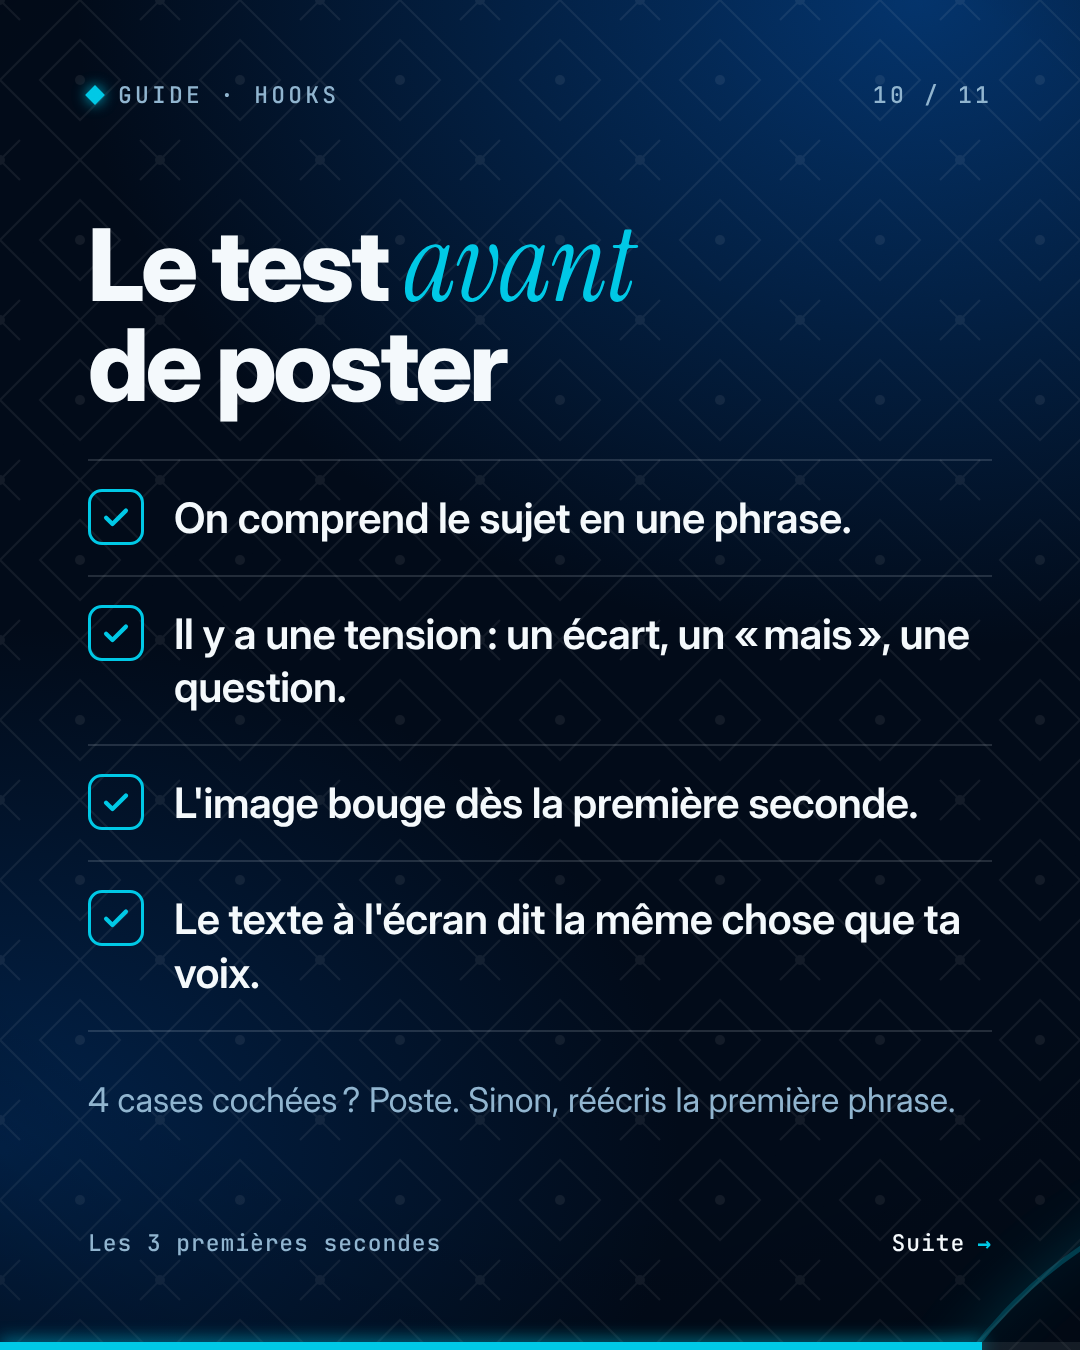 GUIDE · HOOKS
10 / 11
Le test avant
de poster
On comprend le sujet en une phrase.
Il y a une tension : un écart, un « mais », une
question.
L'image bouge dès la première seconde.
Le texte à l'écran dit la même chose que ta
voix.
4 cases cochées ? Poste. Sinon, réécris la première phrase.
Les 3 premières secondes
Suite →